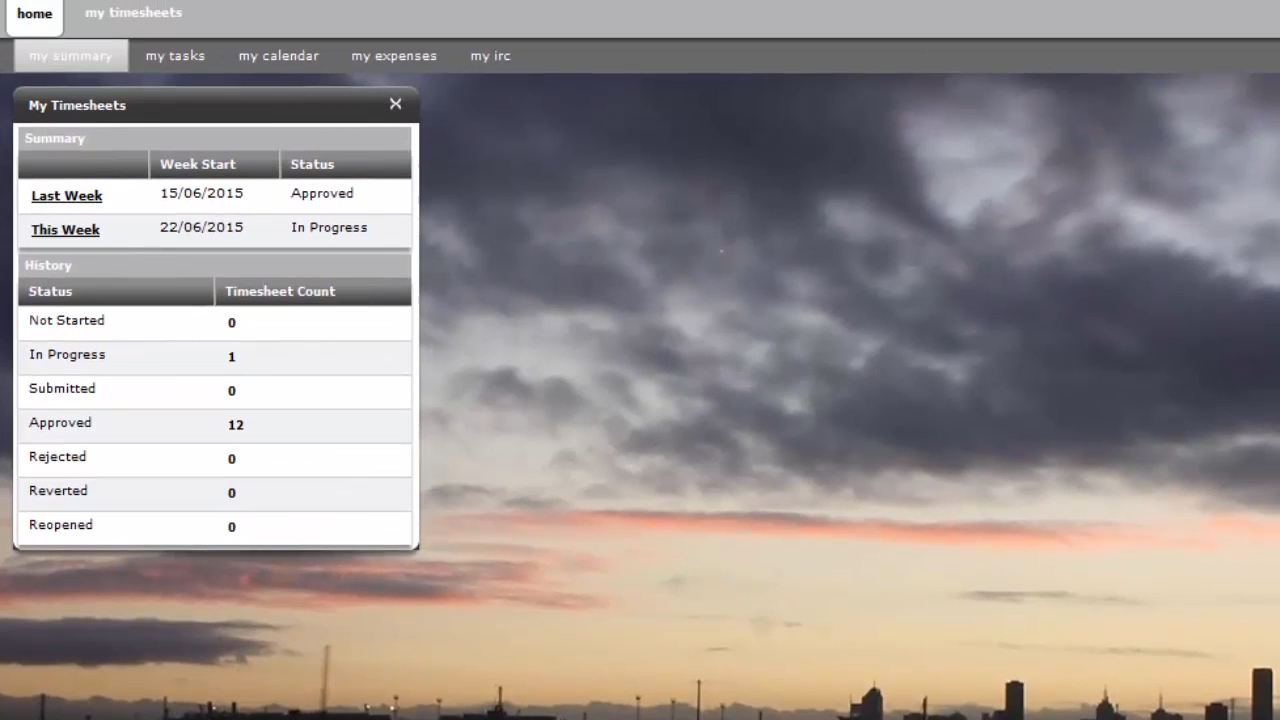 home my timesheets
my summary my tasks my calendar my expenses my irc
My Timesheets
Summary
Week Start Status
Last Week 15/06/2015 Approved
This Week 22/06/2015 In Progress
History
Status Timesheet Count
Not Started 0
In Progress 1
Submitted 0
Approved 12
Rejected 0
Reverted 0
Reopened 0